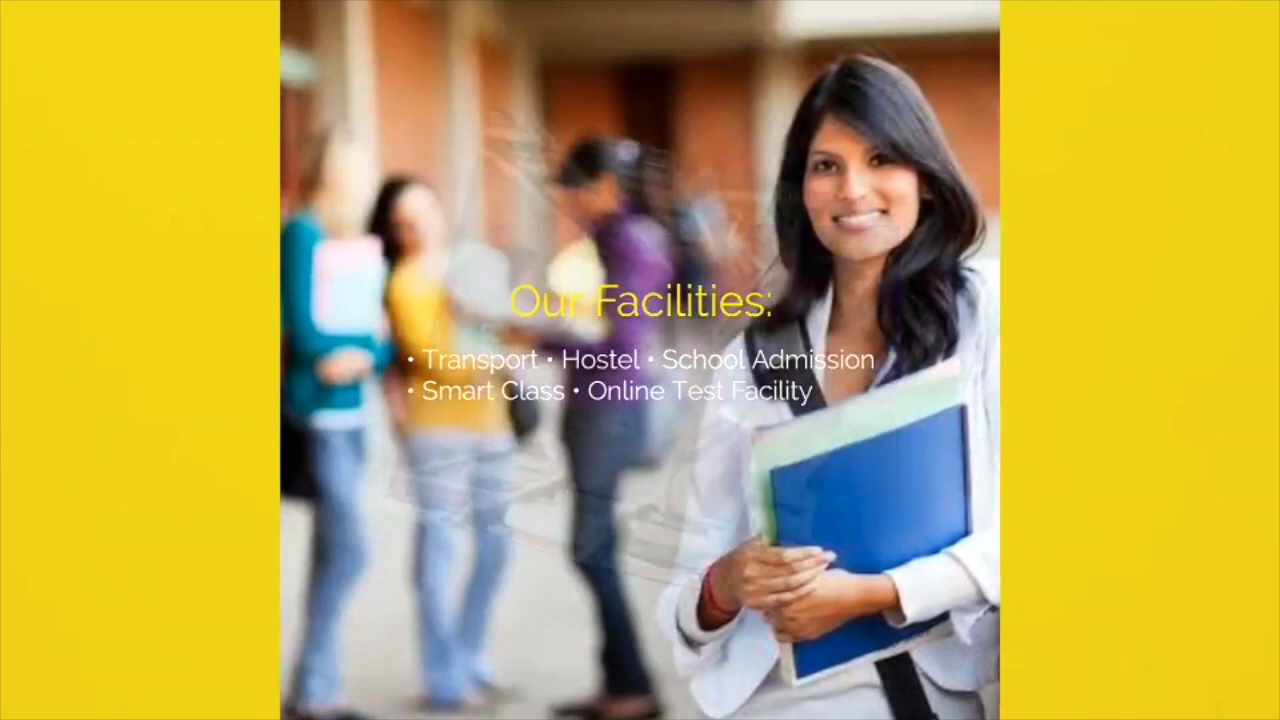 Our Facilities:
• Transport • Hostel • School Admission
• Smart Class • Online Test Facility